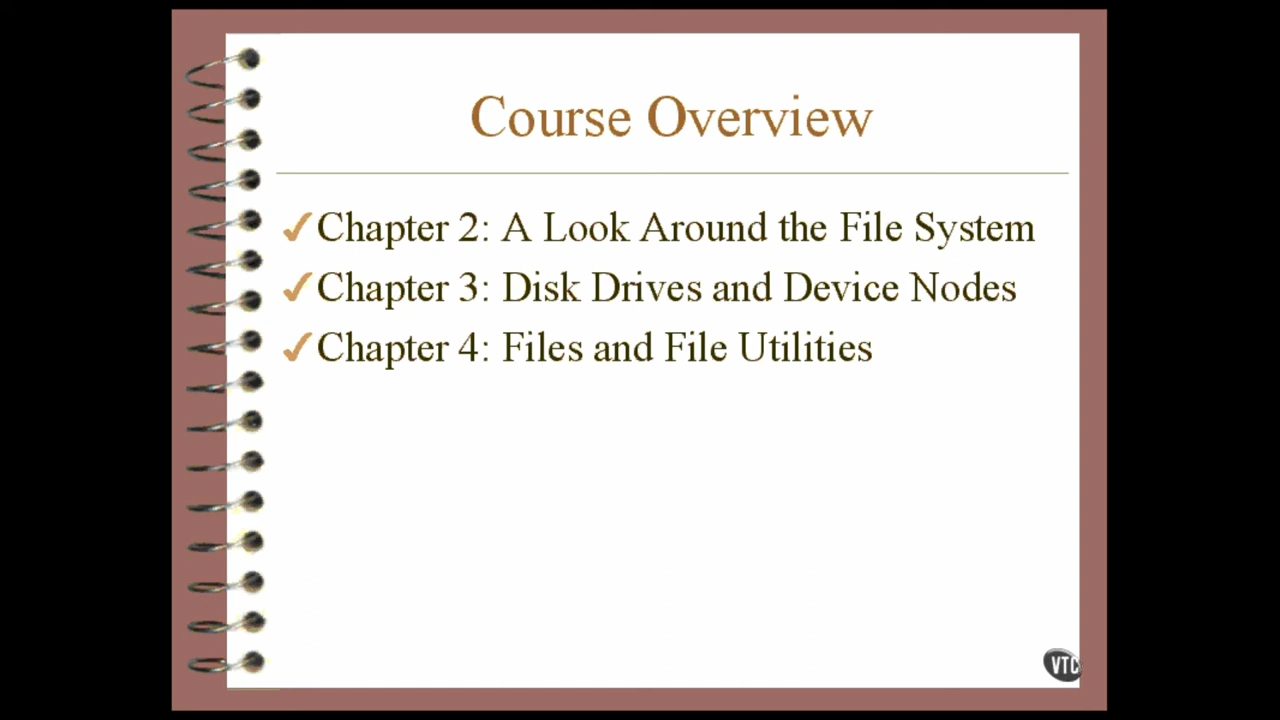 Course Overview
Chapter 2: A Look Around the File System
Chapter 3: Disk Drives and Device Nodes
Chapter 4: Files and File Utilities
VTC